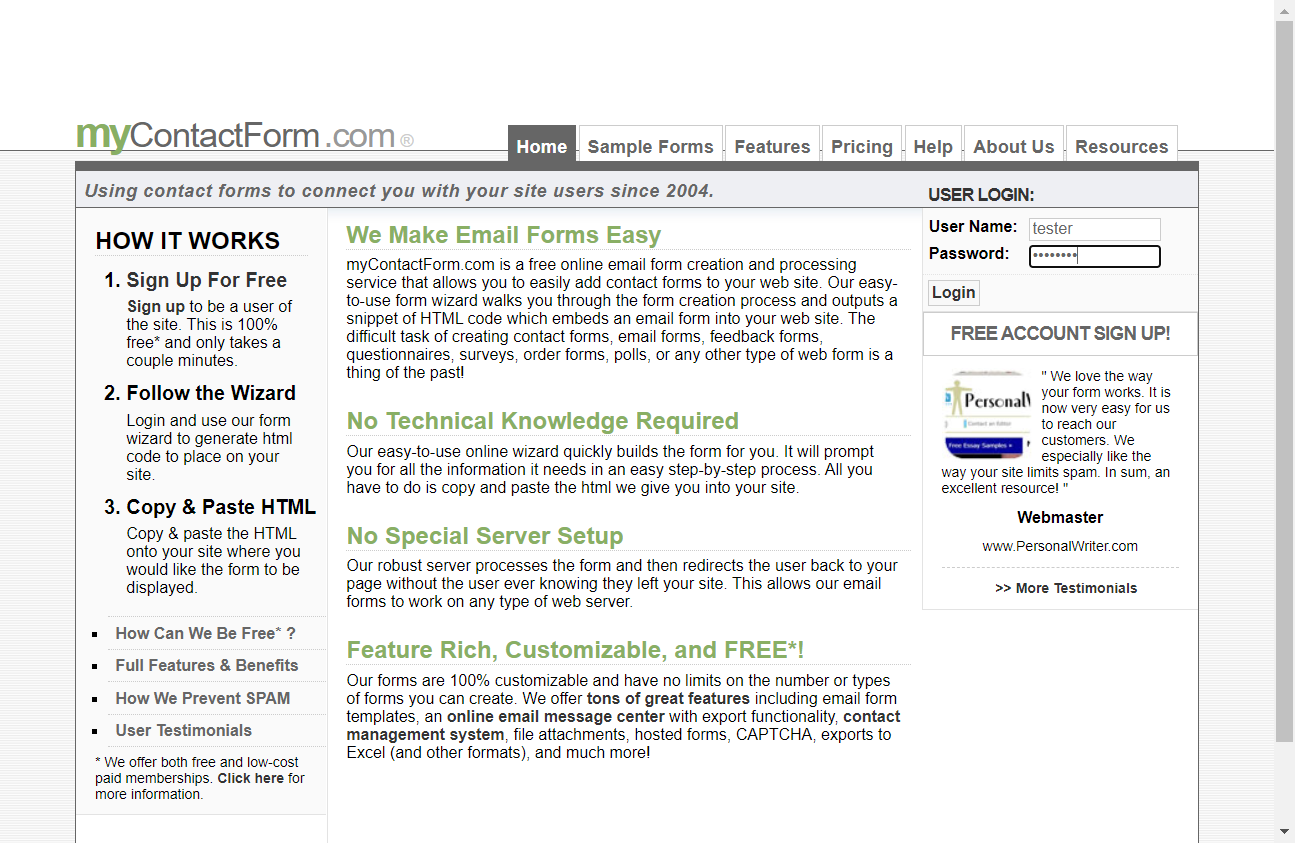 myContactForm.com ®
Home
Sample Forms
Features
Pricing
Help
About Us
Resources
Using contact forms to connect you with your site users since 2004.
HOW IT WORKS
1. Sign Up For Free
Sign up to be a user of
the site. This is 100%
free* and only takes a
couple minutes.
2. Follow the Wizard
Login and use our form
wizard to generate html
code to place on your
site.
3. Copy & Paste HTML
Copy & paste the HTML
onto your site where you
would like the form to be
displayed.
How Can We Be Free* ?
Full Features & Benefits
How We Prevent SPAM
User Testimonials
* We offer both free and low-cost
paid memberships. Click here for
more information.
We Make Email Forms Easy
myContactForm.com is a free online email form creation and processing
service that allows you to easily add contact forms to your web site. Our easy-
to-use form wizard walks you through the form creation process and outputs a
snippet of HTML code which embeds an email form into your web site. The
difficult task of creating contact forms, email forms, feedback forms,
questionnaires, surveys, order forms, polls, or any other type of web form is a
thing of the past!
No Technical Knowledge Required
Our easy-to-use online wizard quickly builds the form for you. It will prompt
you for all the information it needs in an easy step-by-step process. All you
have to do is copy and paste the html we give you into your site.
No Special Server Setup
Our robust server processes the form and then redirects the user back to your
page without the user ever knowing they left your site. This allows our email
forms to work on any type of web server.
Feature Rich, Customizable, and FREE*!
Our forms are 100% customizable and have no limits on the number or types
of forms you can create. We offer tons of great features including email form
templates, an online email message center with export functionality, contact
management system, file attachments, hosted forms, CAPTCHA, exports to
Excel (and other formats), and much more!
USER LOGIN:
User Name: tester
Password: ••••••••
Login
FREE ACCOUNT SIGN UP!
Personal
Contact an Editor
Free Essay Samples
" We love the way
your form works. It is
now very easy for us
to reach our
customers. We
especially like the
way your site limits spam. In sum, an
excellent resource! "
Webmaster
www.PersonalWriter.com
>> More Testimonials